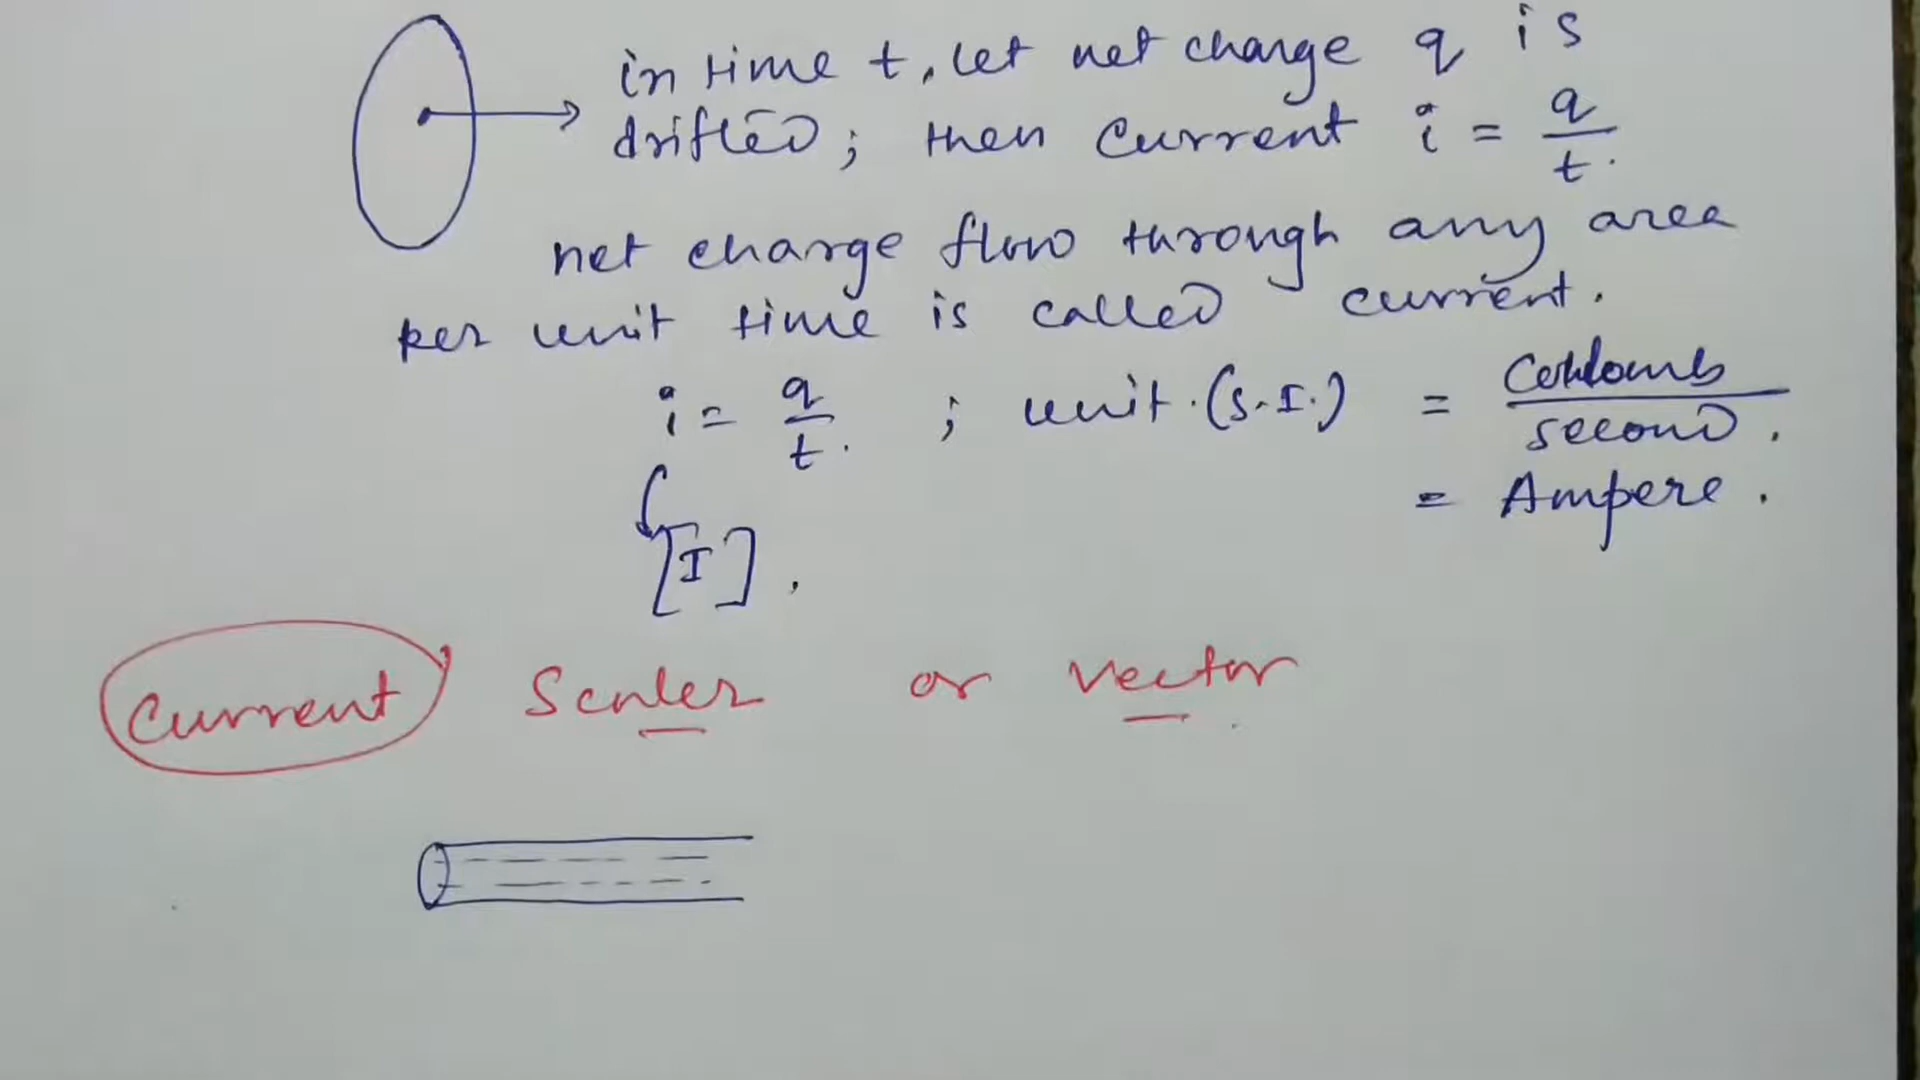 in time t, let net charge q is
drifted; then current i = q/t.
net charge flow through any area
per unit time is called current.
i = q/t. ; unit.(S.I.) = Coulomb/second.
= Ampere.
[I].
Current Scaler or vector